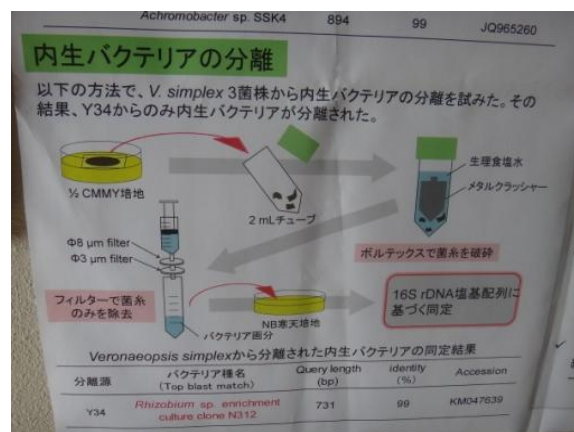 Achromobacter sp. SSK4 894 99 JQ965260
内生バクテリアの分離
以下の方法で、V. simplex 3菌株から内生バクテリアの分離を試みた。その
結果、Y34からのみ内生バクテリアが分離された。
½ CMMY培地
2 mLチューブ
生理食塩水
メタルクラッシャー
ボルテックスで菌糸を破砕
Φ8 µm filter
Φ3 µm filter
フィルターで菌糸
のみを除去
バクテリア画分
NB寒天培地
16S rDNA塩基配列に
基づく同定
Veronaeopsis simplexから分離された内生バクテリアの同定結果
分離源 バクテリア種名 Query length identity Accession
(Top blast match) (bp) (%)
Y34 Rhizobium sp. enrichment 731 99 KM047639
culture clone N312